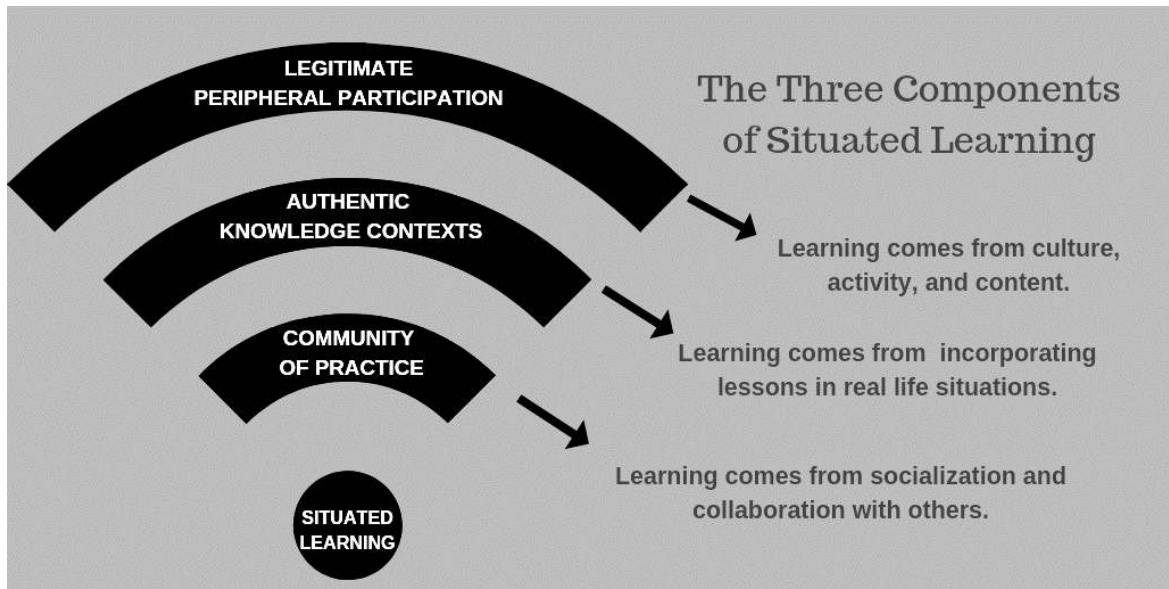 The Three Components
of Situated Learning
LEGITIMATE
PERIPHERAL PARTICIPATION
Learning comes from culture,
activity, and content.
AUTHENTIC
KNOWLEDGE CONTEXTS
Learning comes from incorporating
lessons in real life situations.
COMMUNITY
OF PRACTICE
Learning comes from socialization and
collaboration with others.
SITUATED
LEARNING